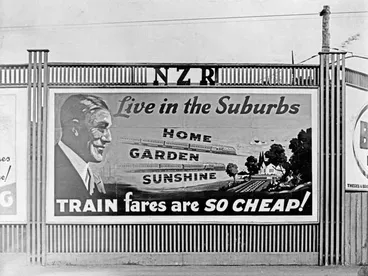 NZR
Live in the Suburbs
HOME
GARDEN
SUNSHINE
TRAIN fares are SO CHEAP!